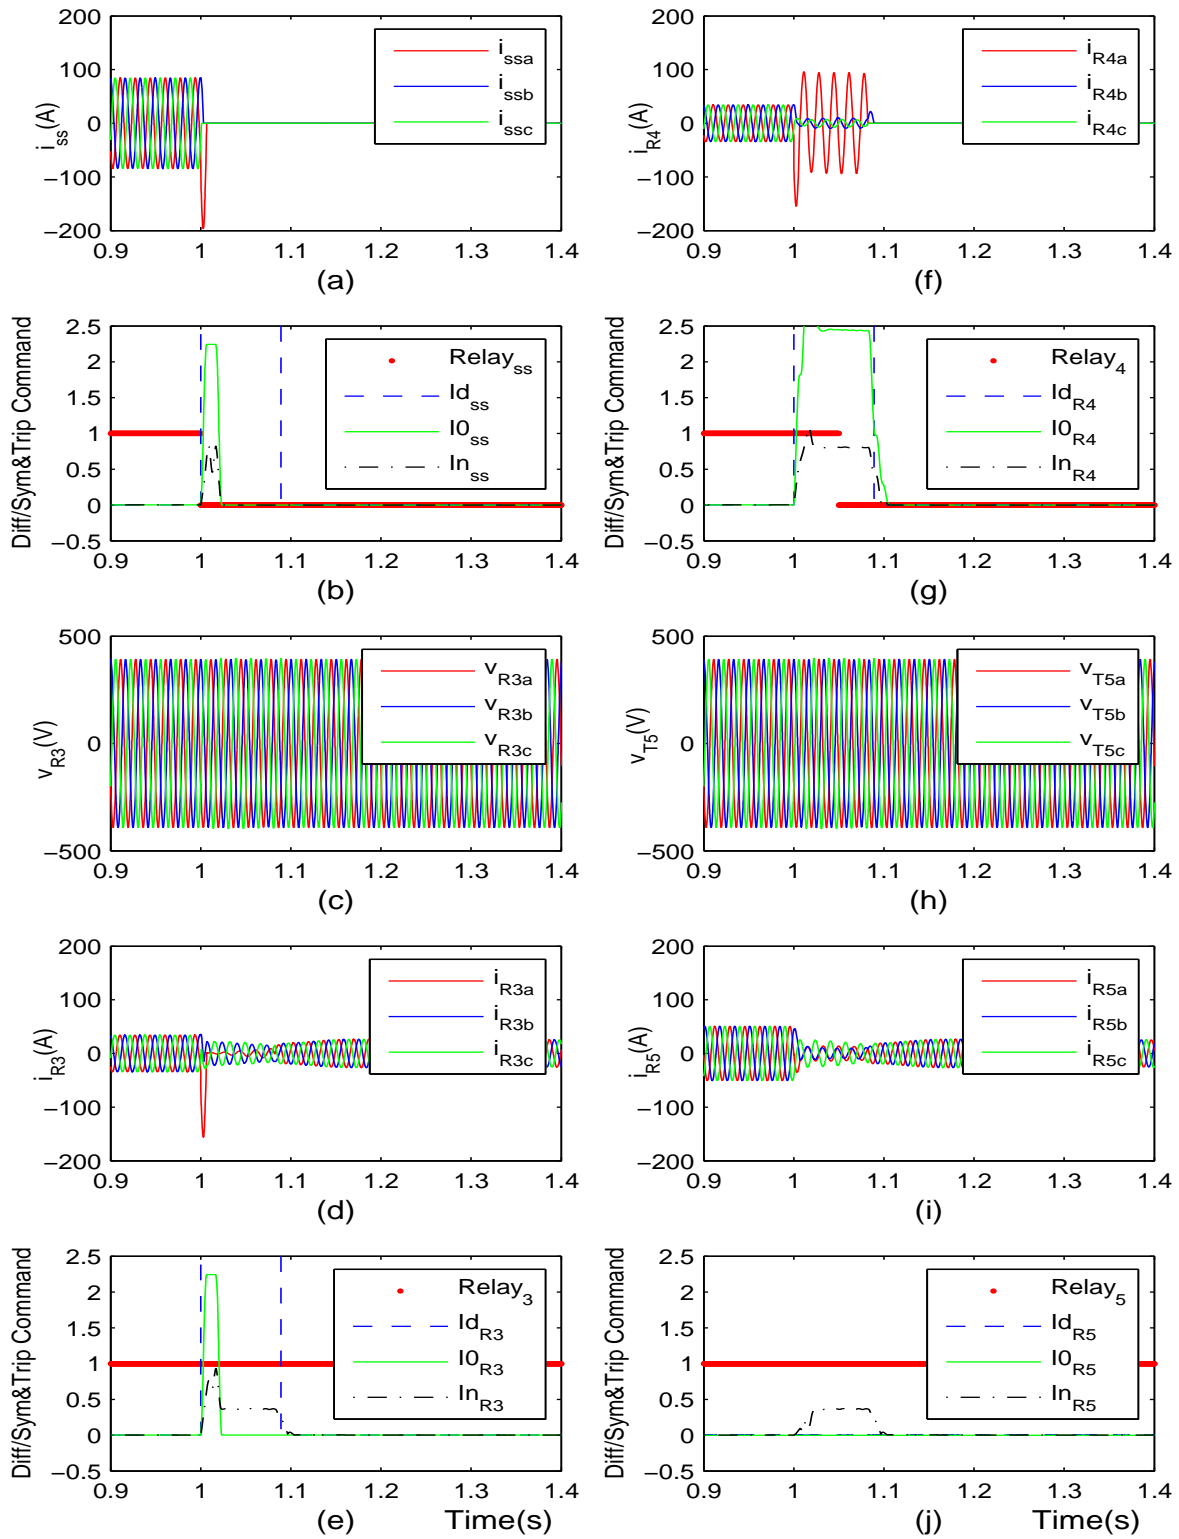 200
100
0
−100
−200
i_ss(A)
i_ssa
i_ssb
i_ssc
0.9 1 1.1 1.2 1.3 1.4
(a)
200
100
0
−100
−200
i_R4(A)
i_R4a
i_R4b
i_R4c
0.9 1 1.1 1.2 1.3 1.4
(f)
2.5
2
1.5
1
0.5
0
−0.5
Diff/Sym&Trip Command
Relay_ss
Id_ss
I0_ss
In_ss
0.9 1 1.1 1.2 1.3 1.4
(b)
2.5
2
1.5
1
0.5
0
−0.5
Diff/Sym&Trip Command
Relay_4
Id_R4
I0_R4
In_R4
0.9 1 1.1 1.2 1.3 1.4
(g)
500
0
−500
v_R3(V)
v_R3a
v_R3b
v_R3c
0.9 1 1.1 1.2 1.3 1.4
(c)
500
0
−500
v_T5(V)
v_T5a
v_T5b
v_T5c
0.9 1 1.1 1.2 1.3 1.4
(h)
200
100
0
−100
−200
i_R3(A)
i_R3a
i_R3b
i_R3c
0.9 1 1.1 1.2 1.3 1.4
(d)
200
100
0
−100
−200
i_R5(A)
i_R5a
i_R5b
i_R5c
0.9 1 1.1 1.2 1.3 1.4
(i)
2.5
2
1.5
1
0.5
0
−0.5
Diff/Sym&Trip Command
Relay_3
Id_R3
I0_R3
In_R3
0.9 1 1.1 1.2 1.3 1.4
(e) Time(s)
2.5
2
1.5
1
0.5
0
−0.5
Diff/Sym&Trip Command
Relay_5
Id_R5
I0_R5
In_R5
0.9 1 1.1 1.2 1.3 1.4
(j) Time(s)